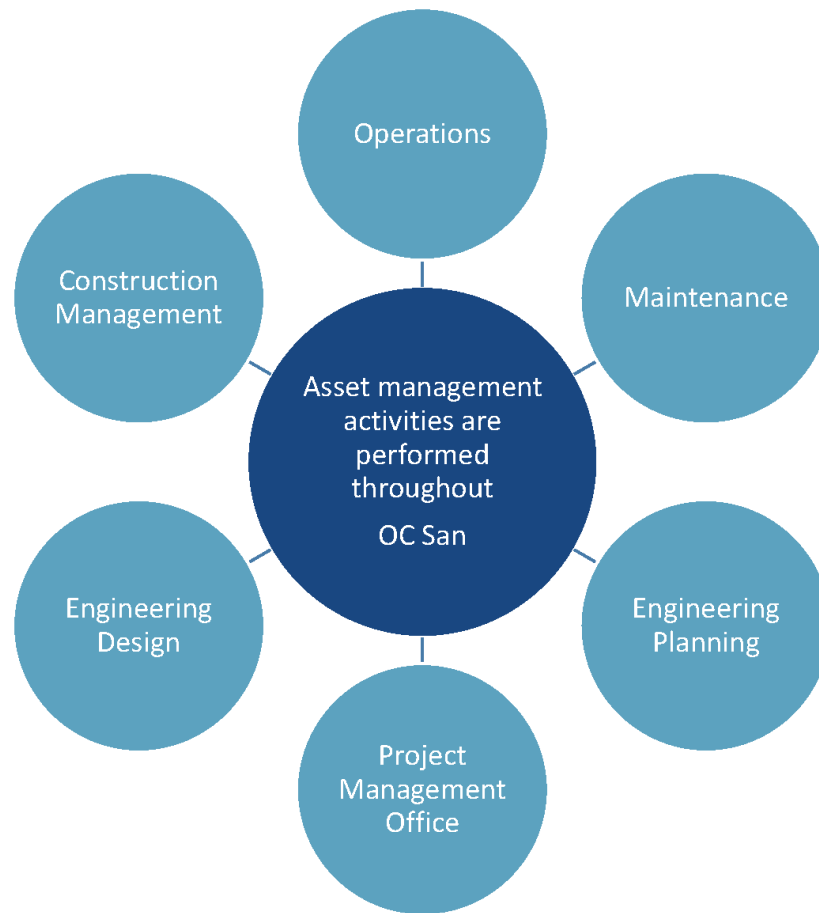 Operations
Construction
Management
Maintenance
Asset management
activities are
performed
throughout
OC San
Engineering
Design
Engineering
Planning
Project
Management
Office